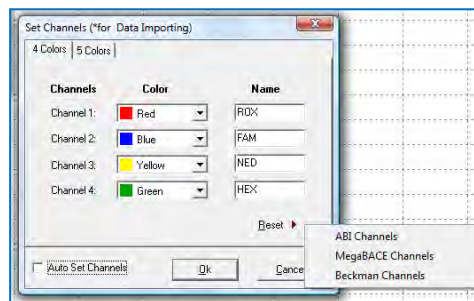 Set Channels (*for Data Importing)
4 Colors 5 Colors
Channels Color Name
Channel 1: Red ROX
Channel 2: Blue FAM
Channel 3: Yellow NED
Channel 4: Green HEX
Reset
ABI Channels
MegaBACE Channels
Beckman Channels
Auto Set Channels Ok Cance